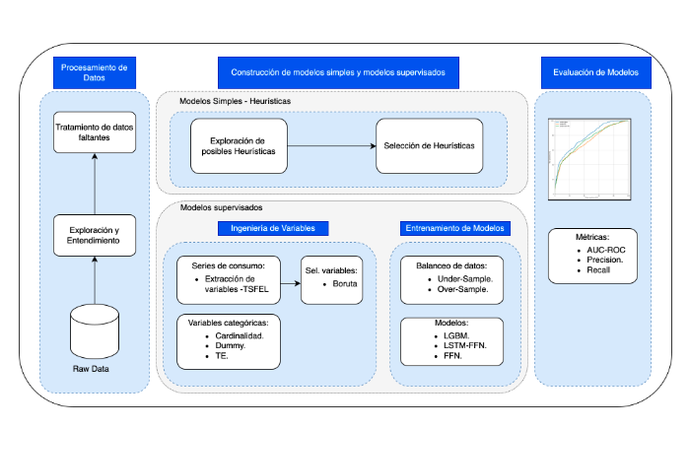 Procesamiento de
Datos
Tratamiento de datos
faltantes
Exploración y
Entendimiento
Raw Data
Construcción de modelos simples y modelos supervisados
Modelos Simples - Heurísticas
Exploración de
posibles Heurísticas
Selección de Heurísticas
Modelos supervisados
Ingeniería de Variables
Series de consumo:
• Extracción de
variables -TSFEL
Sel. variables:
• Boruta
Variables categóricas:
• Cardinalidad.
• Dummy.
• TE.
Entrenamiento de Modelos
Balanceo de datos:
• Under-Sample.
• Over-Sample.
Modelos:
• LGBM.
• LSTM-FFN.
• FFN.
Evaluación de Modelos
Métricas:
• AUC-ROC
• Precision.
• Recall